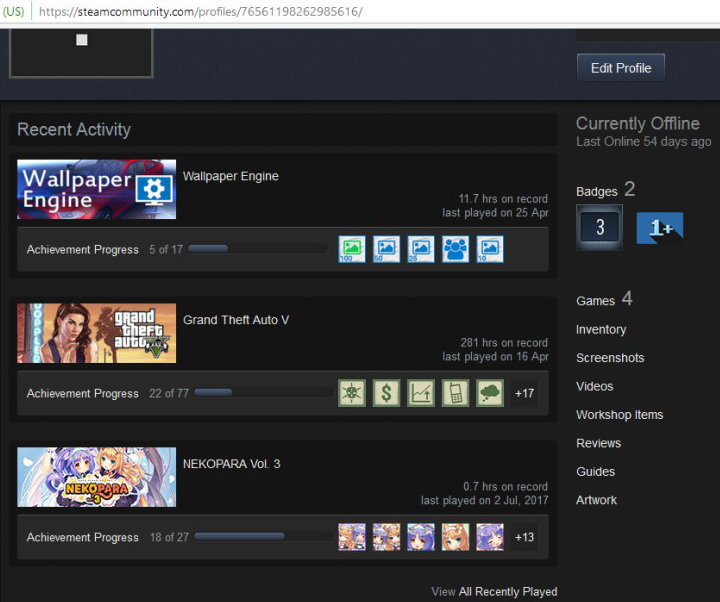 (US) https://steamcommunity.com/profiles/76561198262985616/
Edit Profile
Recent Activity
Wallpaper Engine
Wallpaper Engine
11.7 hrs on record
last played on 25 Apr
Achievement Progress 5 of 17
100 50 25 10
DOPPLER
grand theft auto V
Grand Theft Auto V
281 hrs on record
last played on 16 Apr
Achievement Progress 22 of 77
$ +17
NEKOPARA Vol. 3
NEKOPARA vol.3
0.7 hrs on record
last played on 2 Jul, 2017
Achievement Progress 18 of 27
+13
View All Recently Played
Currently Offline
Last Online 54 days ago
Badges 2
3 1+
Games 4
Inventory
Screenshots
Videos
Workshop Items
Reviews
Guides
Artwork